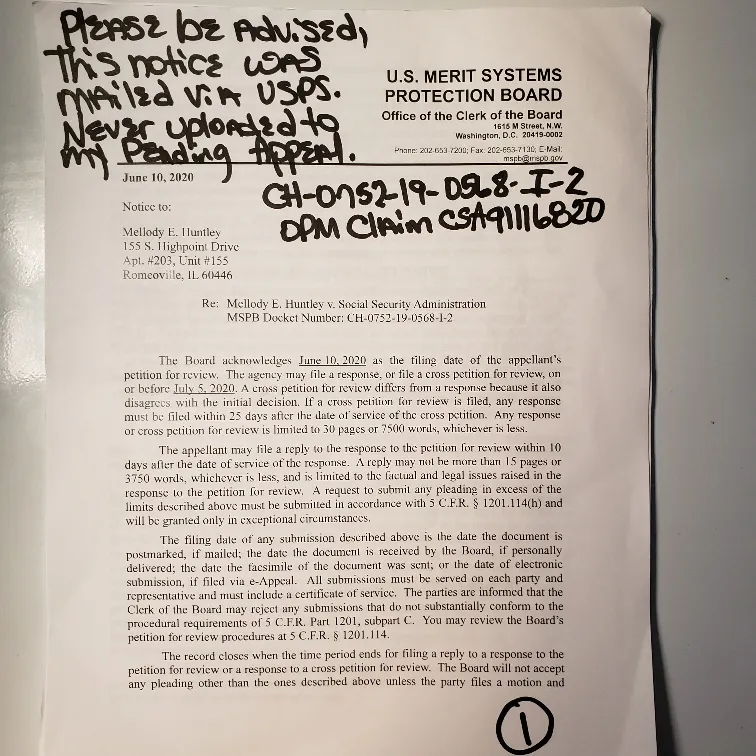 PLEASE be Advised,
This notice was
mailed via USPS.
Never uploaded to
my Pending Appeal.
U.S. MERIT SYSTEMS
PROTECTION BOARD
Office of the Clerk of the Board
1615 M Street, N.W.
Washington, D.C. 20419-0002
Phone: 202-653-7200; Fax: 202-653-7130; E-Mail:
mspb@mspb.gov
June 10, 2020
CH-0752-19-0568-I-2
OPM Claim CSA9111682D
Notice to:
Mellody E. Huntley
155 S. Highpoint Drive
Apt. #203, Unit #155
Romeoville, IL 60446
Re: Mellody E. Huntley v. Social Security Administration
MSPB Docket Number: CH-0752-19-0568-I-2
The Board acknowledges June 10, 2020 as the filing date of the appellant's
petition for review. The agency may file a response, or file a cross petition for review, on
or before July 5, 2020. A cross petition for review differs from a response because it also
disagrees with the initial decision. If a cross petition for review is filed, any response
must be filed within 25 days after the date of service of the cross petition. Any response
or cross petition for review is limited to 30 pages or 7500 words, whichever is less.
The appellant may file a reply to the response to the petition for review within 10
days after the date of service of the response. A reply may not be more than 15 pages or
3750 words, whichever is less, and is limited to the factual and legal issues raised in the
response to the petition for review. A request to submit any pleading in excess of the
limits described above must be submitted in accordance with 5 C.F.R. § 1201.114(h) and
will be granted only in exceptional circumstances.
The filing date of any submission described above is the date the document is
postmarked, if mailed; the date the document is received by the Board, if personally
delivered; the date the facsimile of the document was sent; or the date of electronic
submission, if filed via e-Appeal. All submissions must be served on each party and
representative and must include a certificate of service. The parties are informed that the
Clerk of the Board may reject any submissions that do not substantially conform to the
procedural requirements of 5 C.F.R. Part 1201, subpart C. You may review the Board's
petition for review procedures at 5 C.F.R. § 1201.114.
The record closes when the time period ends for filing a reply to a response to the
petition for review or a response to a cross petition for review. The Board will not accept
any pleading other than the ones described above unless the party files a motion and
1